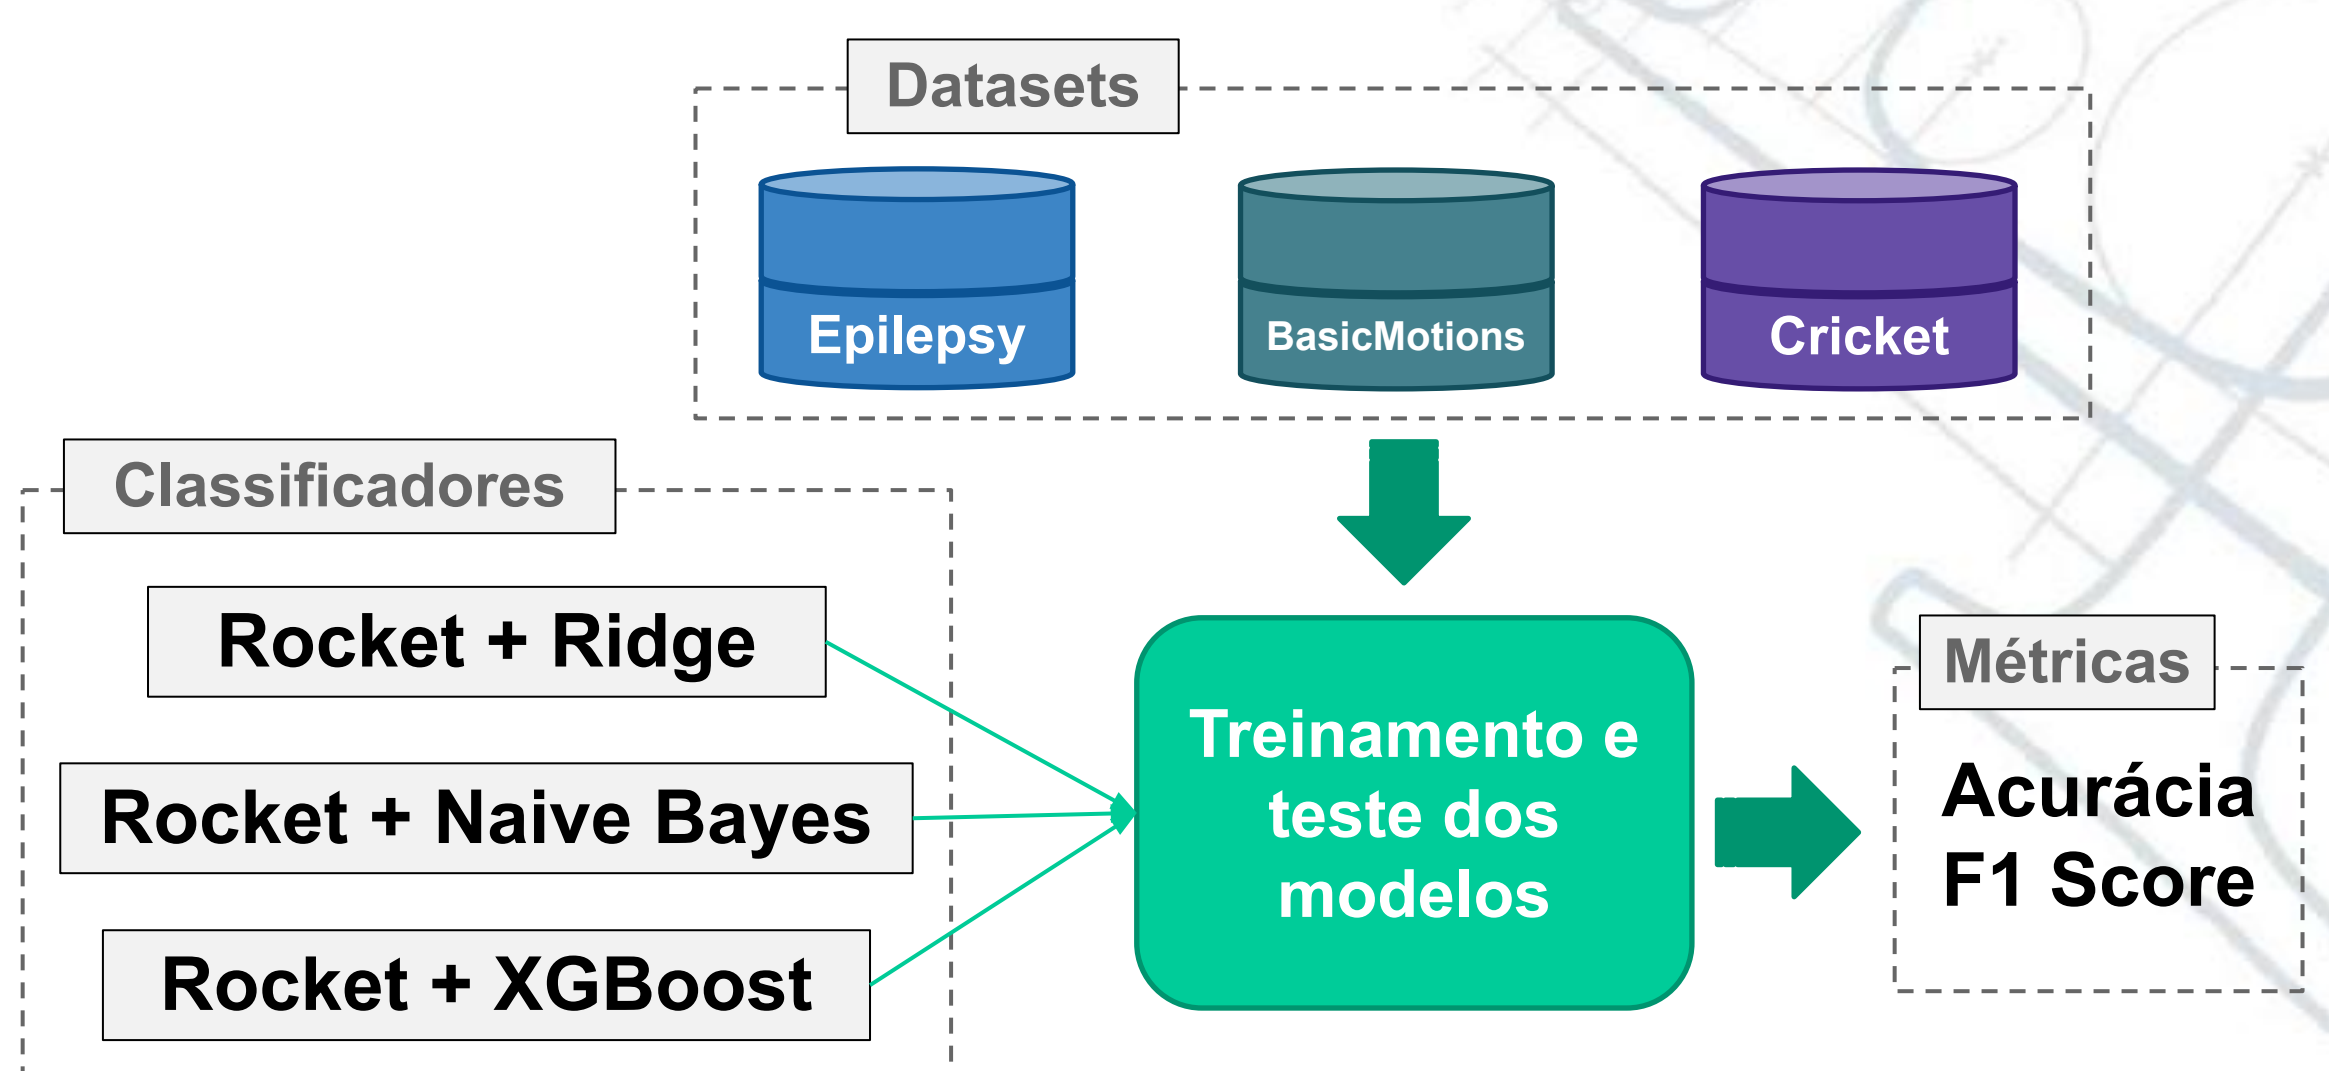 Datasets
Epilepsy
BasicMotions
Cricket
Classificadores
Rocket + Ridge
Rocket + Naive Bayes
Rocket + XGBoost
Treinamento e
teste dos
modelos
Métricas
Acurácia
F1 Score